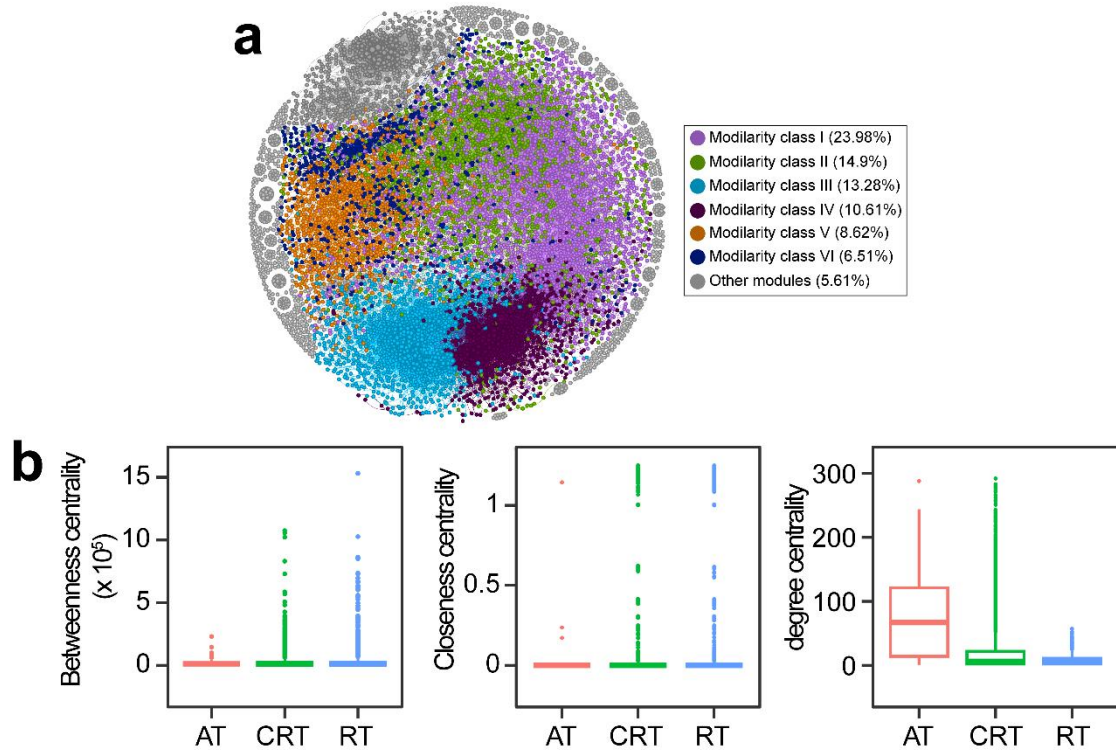 a
Modilarity class I (23.98%)
Modilarity class II (14.9%)
Modilarity class III (13.28%)
Modilarity class IV (10.61%)
Modilarity class V (8.62%)
Modilarity class VI (6.51%)
Other modules (5.61%)
b
Betweenness centrality
(x 10⁵)
15
10
5
0
AT CRT RT
Closeness centrality
1
0.5
0
AT CRT RT
degree centrality
300
200
100
0
AT CRT RT